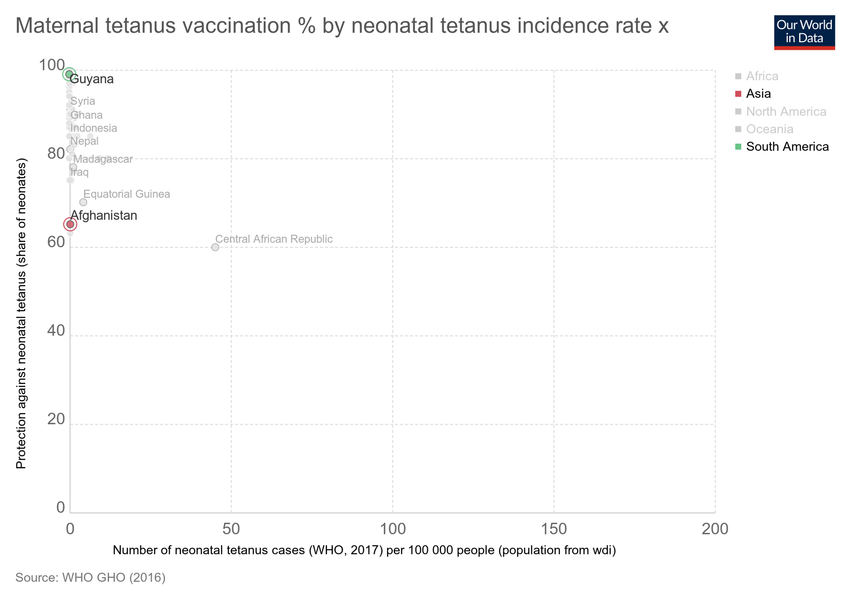 Maternal tetanus vaccination % by neonatal tetanus incidence rate x
Our World
in Data
100
80
60
40
20
0
Protection against neonatal tetanus (share of neonates)
Guyana
Syria
Ghana
Indonesia
Nepal
Madagascar
Iraq
Equatorial Guinea
Afghanistan
Central African Republic
Africa
Asia
North America
Oceania
South America
0
50
100
150
200
Number of neonatal tetanus cases (WHO, 2017) per 100 000 people (population from wdi)
Source: WHO GHO (2016)